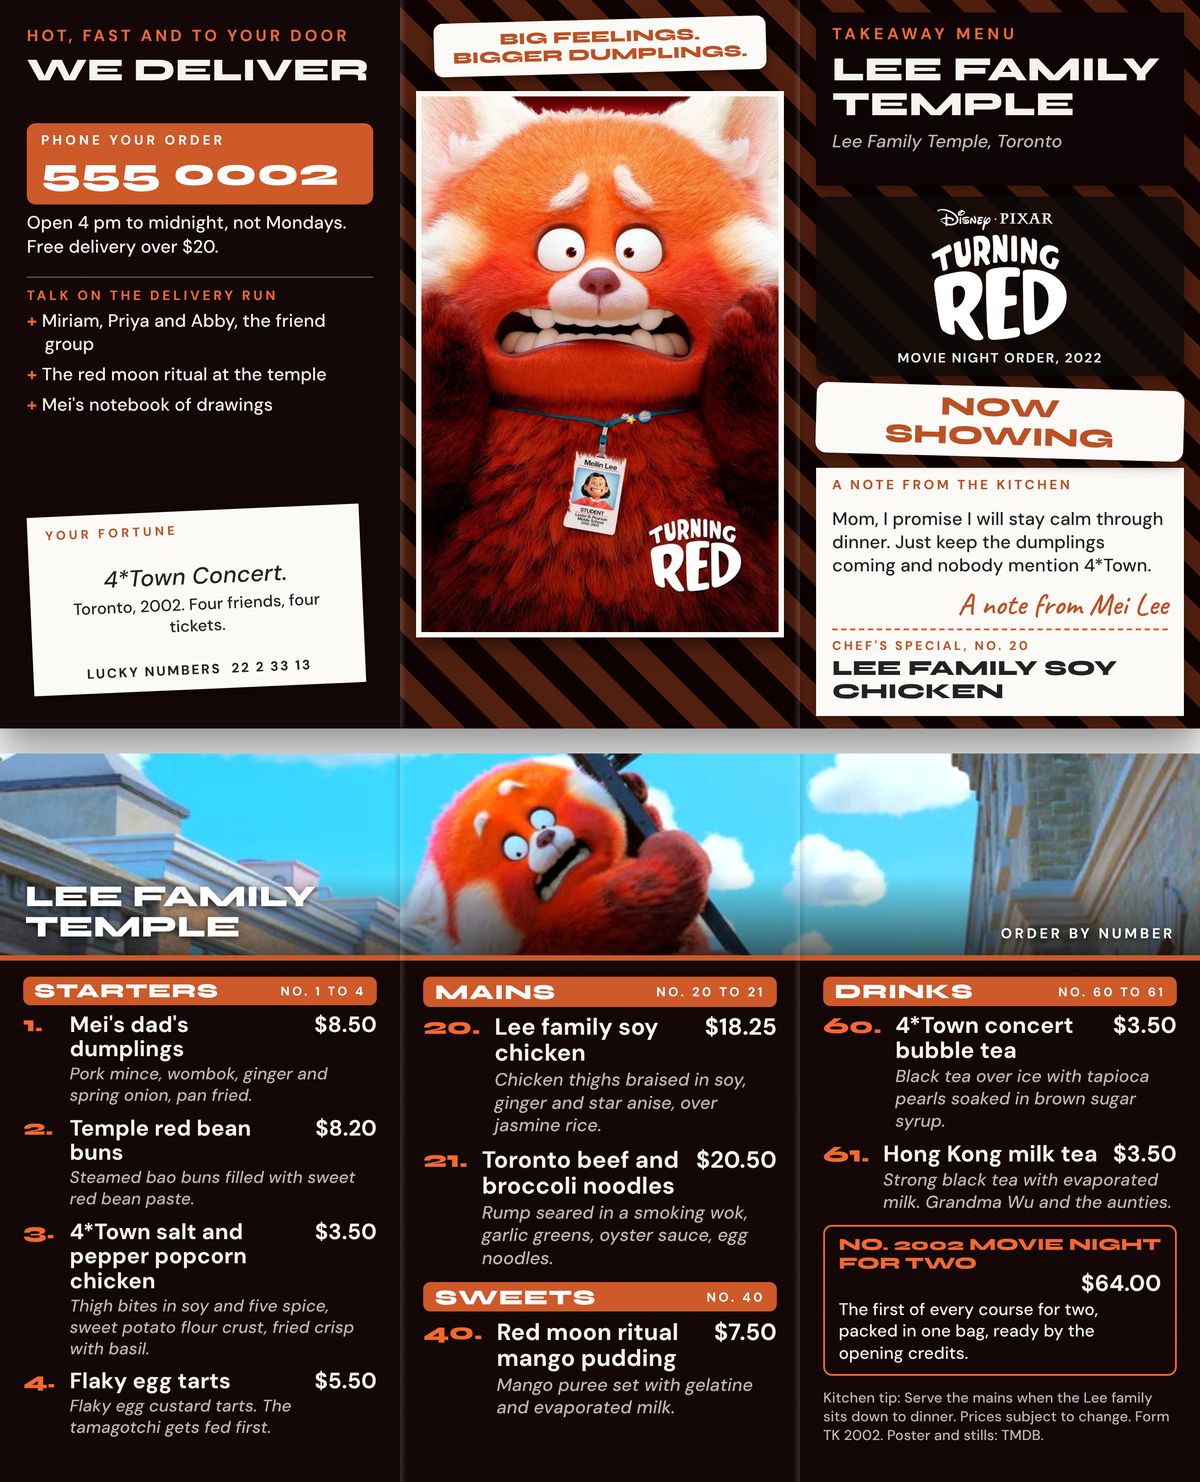 HOT, FAST AND TO YOUR DOOR
WE DELIVER
PHONE YOUR ORDER
555 0002
Open 4 pm to midnight, not Mondays.
Free delivery over $20.
TALK ON THE DELIVERY RUN
+ Miriam, Priya and Abby, the friend
group
+ The red moon ritual at the temple
+ Mei's notebook of drawings
YOUR FORTUNE
4*Town Concert.
Toronto, 2002. Four friends, four
tickets.
LUCKY NUMBERS 22 2 33 13
BIG FEELINGS.
BIGGER DUMPLINGS.
Meilin Lee
STUDENT
Lester B. Pearson
Middle School
2002-2003
TURNING
RED
TAKEAWAY MENU
LEE FAMILY
TEMPLE
Lee Family Temple, Toronto
Disney · PIXAR
TURNING
RED
MOVIE NIGHT ORDER, 2022
NOW
SHOWING
A NOTE FROM THE KITCHEN
Mom, I promise I will stay calm through
dinner. Just keep the dumplings
coming and nobody mention 4*Town.
A note from Mei Lee
CHEF'S SPECIAL, NO. 20
LEE FAMILY SOY
CHICKEN
LEE FAMILY
TEMPLE
ORDER BY NUMBER
STARTERS NO. 1 TO 4
1. Mei's dad's $8.50
dumplings
Pork mince, wombok, ginger and
spring onion, pan fried.
2. Temple red bean $8.20
buns
Steamed bao buns filled with sweet
red bean paste.
3. 4*Town salt and $3.50
pepper popcorn
chicken
Thigh bites in soy and five spice,
sweet potato flour crust, fried crisp
with basil.
4. Flaky egg tarts $5.50
Flaky egg custard tarts. The
tamagotchi gets fed first.
MAINS NO. 20 TO 21
20. Lee family soy $18.25
chicken
Chicken thighs braised in soy,
ginger and star anise, over
jasmine rice.
21. Toronto beef and $20.50
broccoli noodles
Rump seared in a smoking wok,
garlic greens, oyster sauce, egg
noodles.
SWEETS NO. 40
40. Red moon ritual $7.50
mango pudding
Mango puree set with gelatine
and evaporated milk.
DRINKS NO. 60 TO 61
60. 4*Town concert $3.50
bubble tea
Black tea over ice with tapioca
pearls soaked in brown sugar
syrup.
61. Hong Kong milk tea $3.50
Strong black tea with evaporated
milk. Grandma Wu and the aunties.
NO. 2002 MOVIE NIGHT
FOR TWO
$64.00
The first of every course for two,
packed in one bag, ready by the
opening credits.
Kitchen tip: Serve the mains when the Lee family
sits down to dinner. Prices subject to change. Form
TK 2002. Poster and stills: TMDB.